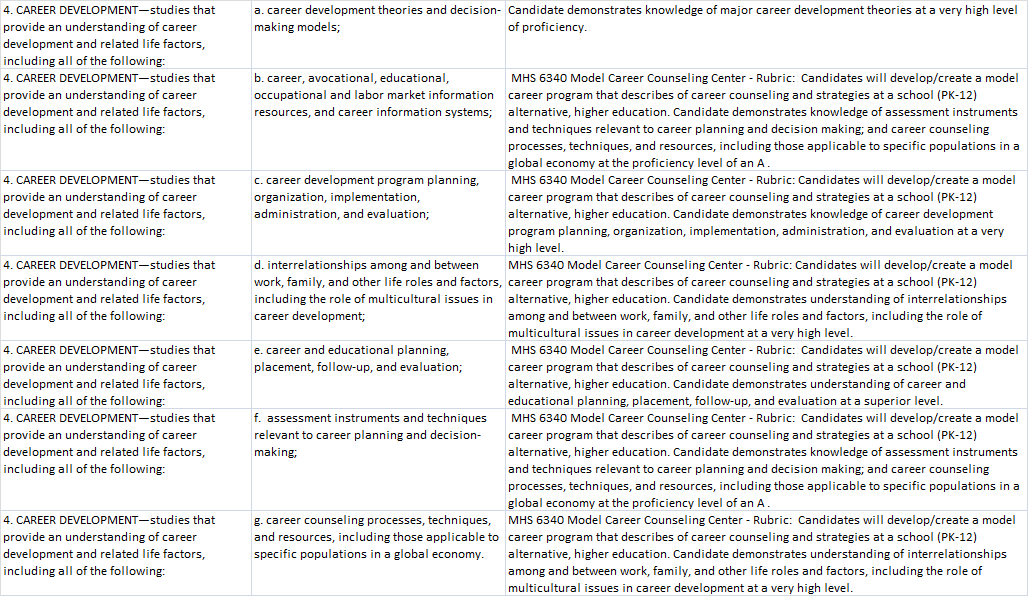 4. CAREER DEVELOPMENT—studies that
provide an understanding of career
development and related life factors,
including all of the following:
a. career development theories and decision-
making models;
Candidate demonstrates knowledge of major career development theories at a very high level
of proficiency.
4. CAREER DEVELOPMENT—studies that
provide an understanding of career
development and related life factors,
including all of the following:
b. career, avocational, educational,
occupational and labor market information
resources, and career information systems;
MHS 6340 Model Career Counseling Center - Rubric:  Candidates will develop/create a model
career program that describes of career counseling and strategies at a school (PK-12)
alternative, higher education. Candidate demonstrates knowledge of assessment instruments
and techniques relevant to career planning and decision making; and career counseling
processes, techniques, and resources, including those applicable to specific populations in a
global economy at the proficiency level of an A .
4. CAREER DEVELOPMENT—studies that
provide an understanding of career
development and related life factors,
including all of the following:
c. career development program planning,
organization, implementation,
administration, and evaluation;
MHS 6340 Model Career Counseling Center - Rubric: Candidates will develop/create a model
career program that describes of career counseling and strategies at a school (PK-12)
alternative, higher education. Candidate demonstrates knowledge of career development
program planning, organization, implementation, administration, and evaluation at a very
high level.
4. CAREER DEVELOPMENT—studies that
provide an understanding of career
development and related life factors,
including all of the following:
d. interrelationships among and between
work, family, and other life roles and factors,
including the role of multicultural issues in
career development;
MHS 6340 Model Career Counseling Center - Rubric: Candidates will develop/create a model
career program that describes of career counseling and strategies at a school (PK-12)
alternative, higher education. Candidate demonstrates understanding of interrelationships
among and between work, family, and other life roles and factors, including the role of
multicultural issues in career development at a very high level.
4. CAREER DEVELOPMENT—studies that
provide an understanding of career
development and related life factors,
including all of the following:
e. career and educational planning,
placement, follow-up, and evaluation;
MHS 6340 Model Career Counseling Center - Rubric:  Candidates will develop/create a model
career program that describes of career counseling and strategies at a school (PK-12)
alternative, higher education. Candidate demonstrates understanding of career and
educational planning, placement, follow-up, and evaluation at a superior level.
4. CAREER DEVELOPMENT—studies that
provide an understanding of career
development and related life factors,
including all of the following:
f.  assessment instruments and techniques
relevant to career planning and decision-
making;
MHS 6340 Model Career Counseling Center - Rubric:  Candidates will develop/create a model
career program that describes of career counseling and strategies at a school (PK-12)
alternative, higher education. Candidate demonstrates knowledge of assessment instruments
and techniques relevant to career planning and decision making; and career counseling
processes, techniques, and resources, including those applicable to specific populations in a
global economy at the proficiency level of an A .
4. CAREER DEVELOPMENT—studies that
provide an understanding of career
development and related life factors,
including all of the following:
g. career counseling processes, techniques,
and resources, including those applicable to
specific populations in a global economy.
MHS 6340 Model Career Counseling Center - Rubric:  Candidates will develop/create a model
career program that describes of career counseling and strategies at a school (PK-12)
alternative, higher education. Candidate demonstrates understanding of interrelationships
among and between work, family, and other life roles and factors, including the role of
multicultural issues in career development at a very high level.